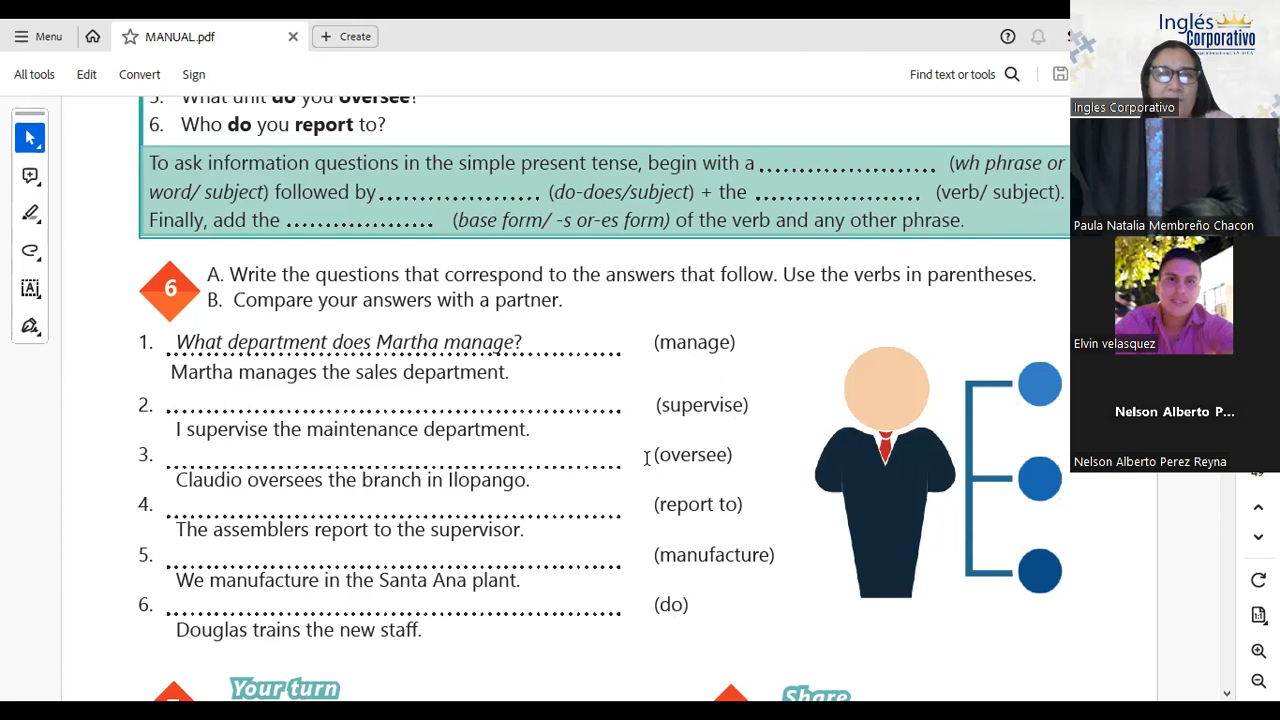 Menu
MANUAL.pdf
Create
All tools
Edit
Convert
Sign
Find text or tools
What unit do you oversee?
6. Who do you report to?
To ask information questions in the simple present tense, begin with a .................... (wh phrase or
word/ subject) followed by .................... (do-does/subject) + the .................... (verb/ subject).
Finally, add the .................... (base form/ -s or-es form) of the verb and any other phrase.
6
A. Write the questions that correspond to the answers that follow. Use the verbs in parentheses.
B. Compare your answers with a partner.
1. What department does Martha manage? (manage)
Martha manages the sales department.
2. .................... (supervise)
I supervise the maintenance department.
3. .................... (oversee)
Claudio oversees the branch in Ilopango.
4. .................... (report to)
The assemblers report to the supervisor.
5. .................... (manufacture)
We manufacture in the Santa Ana plant.
6. .................... (do)
Douglas trains the new staff.
Your turn
Share
Inglés
Corporativo
Ingles Corporativo
Paula Natalia Membreño Chacon
Elvin velasquez
Nelson Alberto P...
Nelson Alberto Perez Reyna
1:1